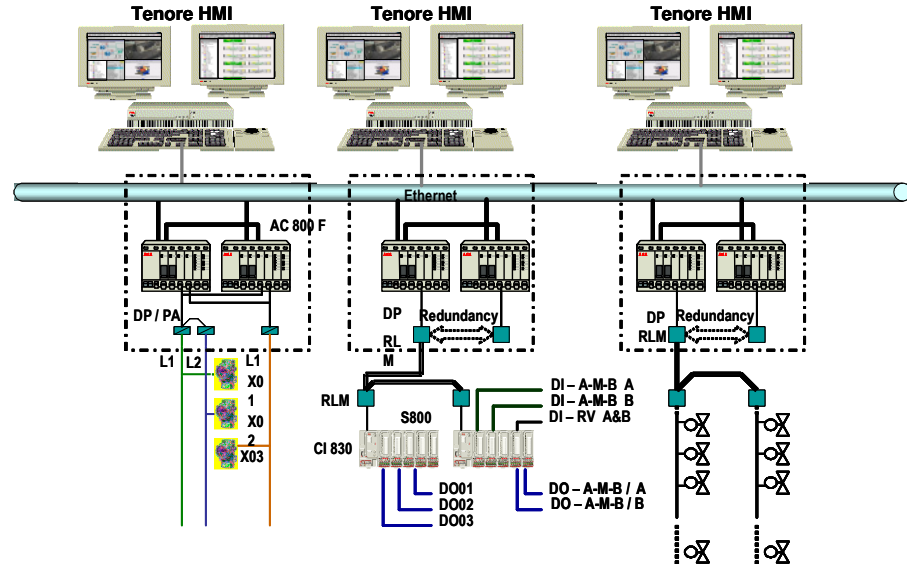 Tenore HMI
Tenore HMI
Tenore HMI
Ethernet
AC 800 F
DP / PA
DP
Redundancy
RL
M
DP
Redundancy
RLM
L1
L2
L1
X0
1
X0
2
X03
RLM
S800
CI 830
DI – A-M-B A
DI – A-M-B B
DI – RV A&B
DO01
DO02
DO03
DO – A-M-B / A
DO – A-M-B / B